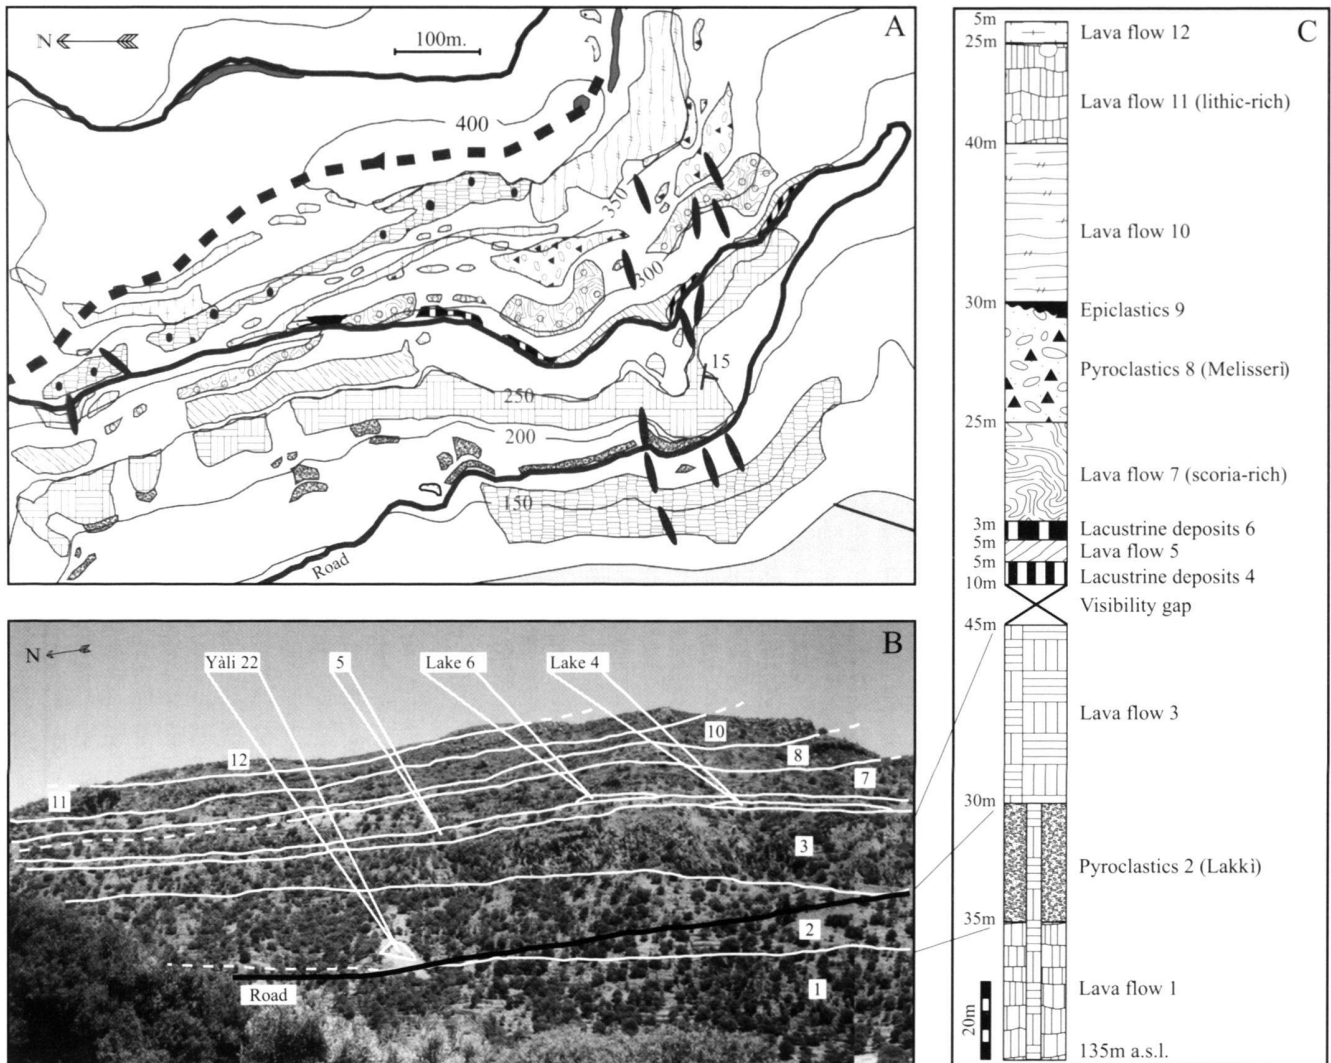 A
N
100m.
400
350
300
15
250
200
150
Road
B
N
Yàli 22
5
Lake 6
Lake 4
12
10
8
11
7
3
2
Road
1
C
5m
Lava flow 12
25m
Lava flow 11 (lithic-rich)
40m
Lava flow 10
30m
Epiclastics 9
Pyroclastics 8 (Melisseri)
25m
Lava flow 7 (scoria-rich)
3m
Lacustrine deposits 6
5m
Lava flow 5
5m
Lacustrine deposits 4
10m
Visibility gap
45m
Lava flow 3
30m
Pyroclastics 2 (Lakki)
35m
Lava flow 1
20m
135m a.s.l.